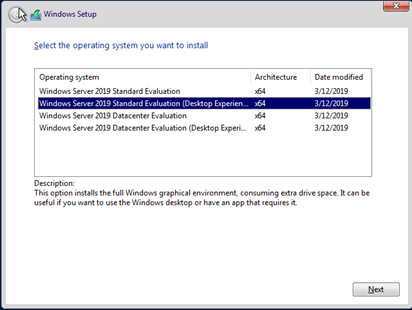 Windows Setup
Select the operating system you want to install
Operating system Architecture Date modified
Windows Server 2019 Standard Evaluation x64 3/12/2019
Windows Server 2019 Standard Evaluation (Desktop Experien... x64 3/12/2019
Windows Server 2019 Datacenter Evaluation x64 3/12/2019
Windows Server 2019 Datacenter Evaluation (Desktop Experi... x64 3/12/2019
Description:
This option installs the full Windows graphical environment, consuming extra drive space. It can be
useful if you want to use the Windows desktop or have an app that requires it.
Next